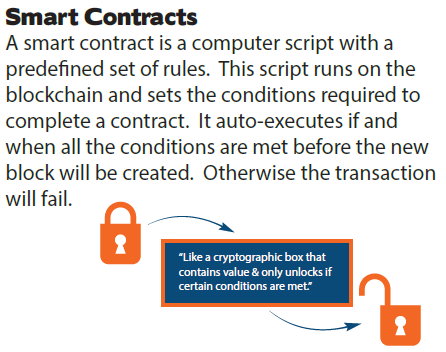 Smart Contracts
A smart contract is a computer script with a
predefined set of rules.  This script runs on the
blockchain and sets the conditions required to
complete a contract.  It auto-executes if and
when all the conditions are met before the new
block will be created.  Otherwise the transaction
will fail.
"Like a cryptographic box that
contains value & only unlocks if
certain conditions are met."